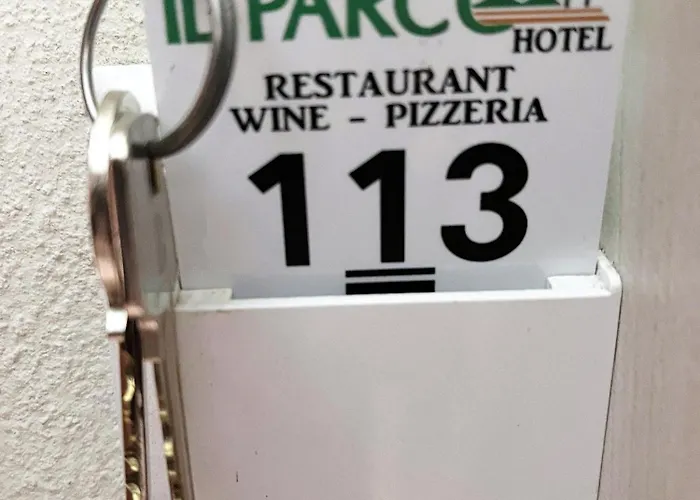 IL PARCO
HOTEL
RESTAURANT
WINE - PIZZERIA
113